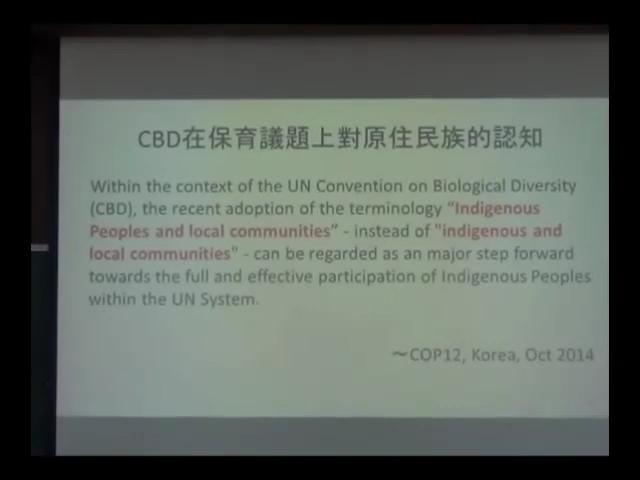 CBD在保育議題上對原住民族的認知
Within the context of the UN Convention on Biological Diversity
(CBD), the recent adoption of the terminology “Indigenous
Peoples and local communities” - instead of "indigenous and
local communities" - can be regarded as an major step forward
towards the full and effective participation of Indigenous Peoples
within the UN System.
～COP12, Korea, Oct 2014